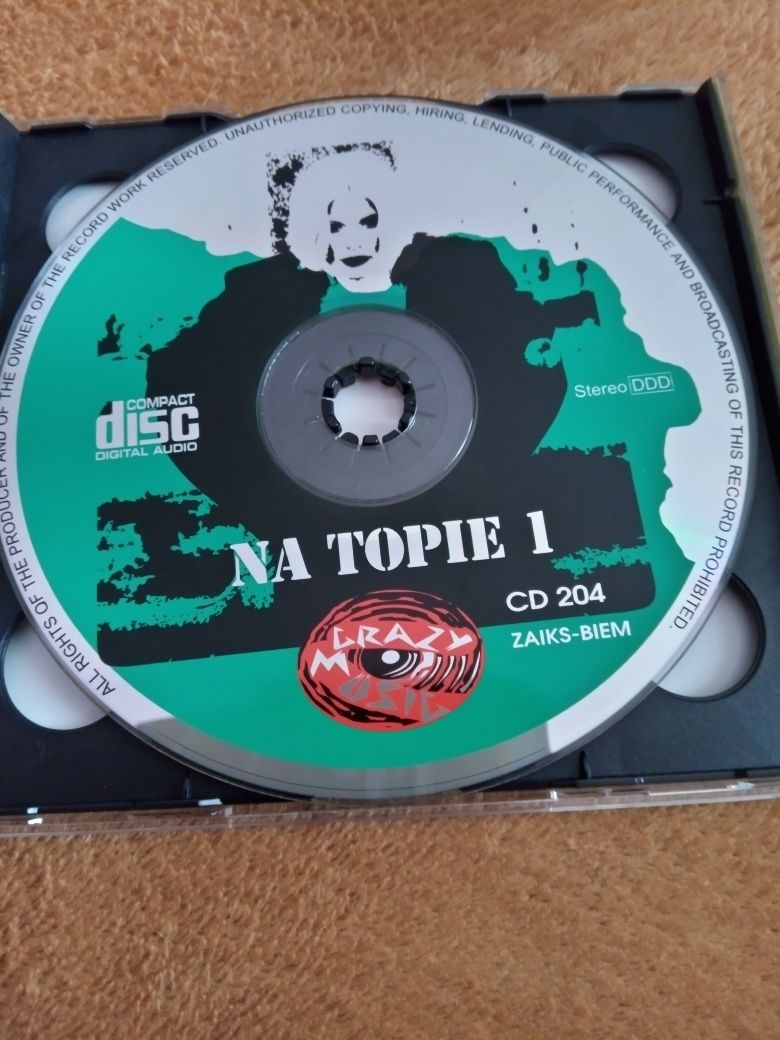 ALL RIGHTS OF THE PRODUCER AND OF THE OWNER OF THE RECORD WORK RESERVED. UNAUTHORIZED COPYING, HIRING, LENDING, PUBLIC PERFORMANCE AND BROADCASTING OF THIS RECORD PROHIBITED.
COMPACT
disc
DIGITAL AUDIO
Stereo DDD
NA TOPIE 1
CD 204
ZAIKS-BIEM
CRAZY
MUSIC